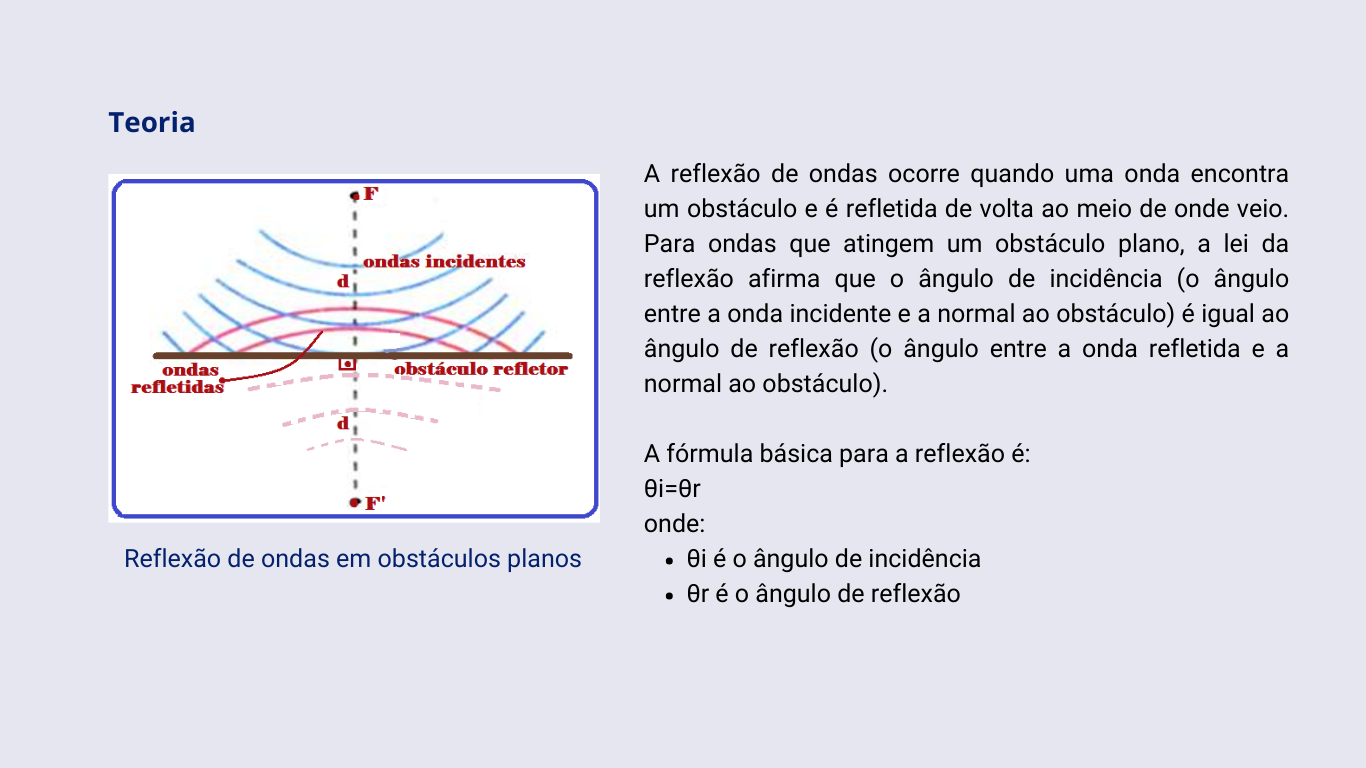 Teoria
F
ondas incidentes
d
ondas
refletidas
obstáculo refletor
d
F'
Reflexão de ondas em obstáculos planos
A reflexão de ondas ocorre quando uma onda encontra
um obstáculo e é refletida de volta ao meio de onde veio.
Para ondas que atingem um obstáculo plano, a lei da
reflexão afirma que o ângulo de incidência (o ângulo
entre a onda incidente e a normal ao obstáculo) é igual ao
ângulo de reflexão (o ângulo entre a onda refletida e a
normal ao obstáculo).
A fórmula básica para a reflexão é:
θi=θr
onde:
• θi é o ângulo de incidência
• θr é o ângulo de reflexão